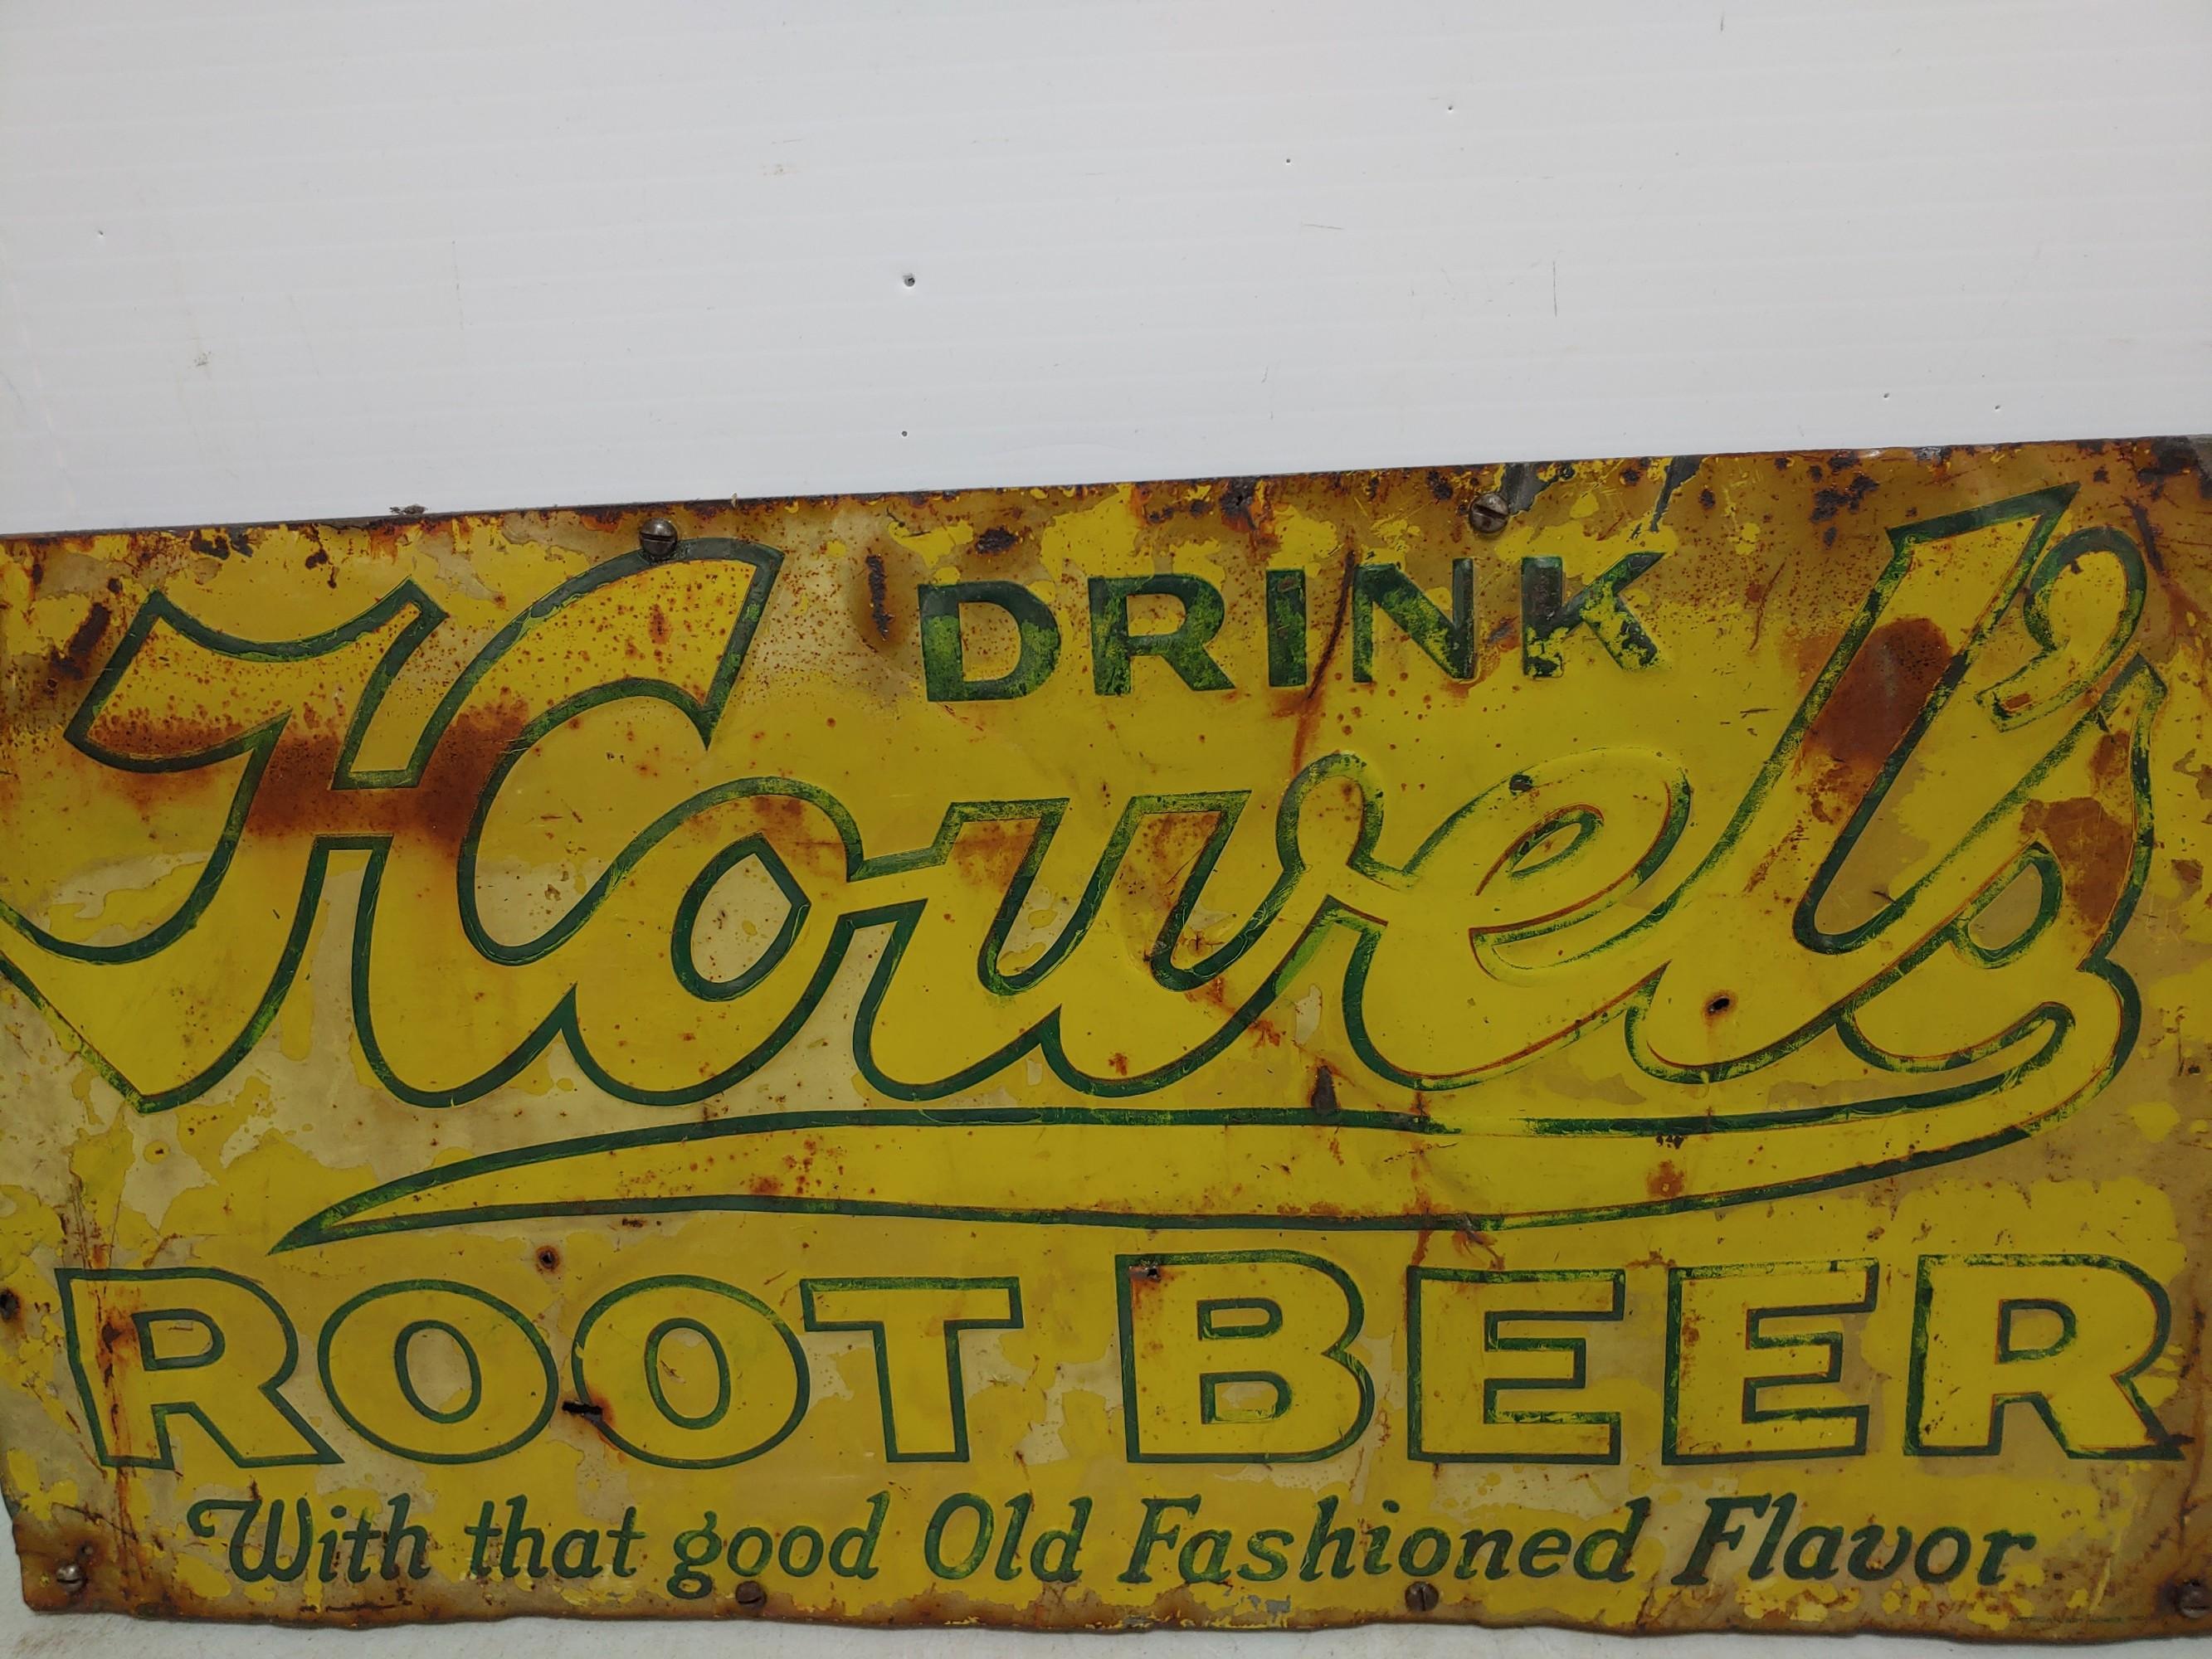 DRINK
Howel's
ROOT BEER
With that good Old Fashioned Flavor